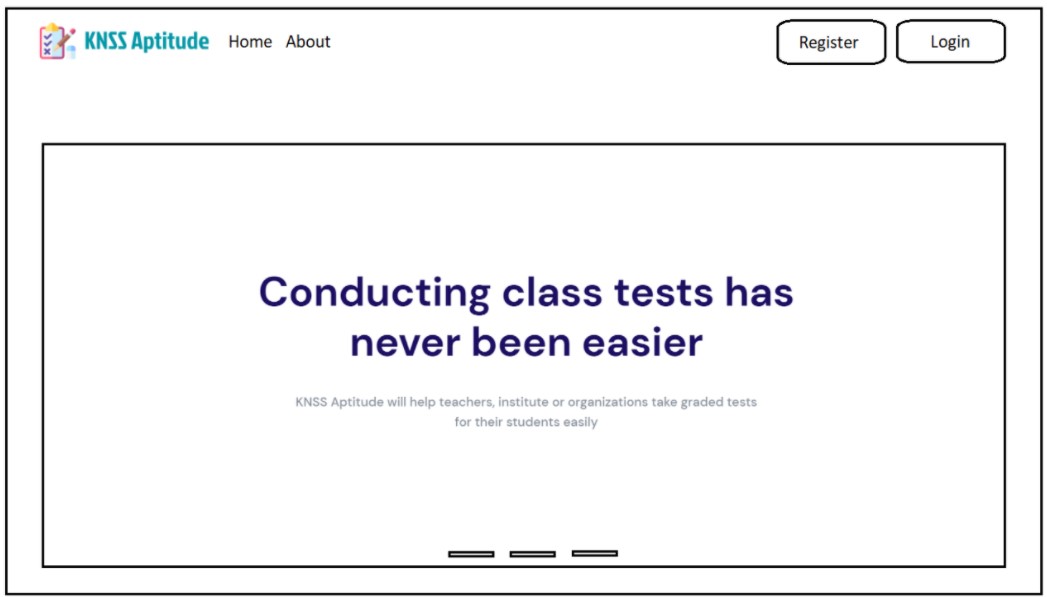 KNSS Aptitude Home About Register Login
Conducting class tests has
never been easier
KNSS Aptitude will help teachers, institute or organizations take graded tests
for their students easily